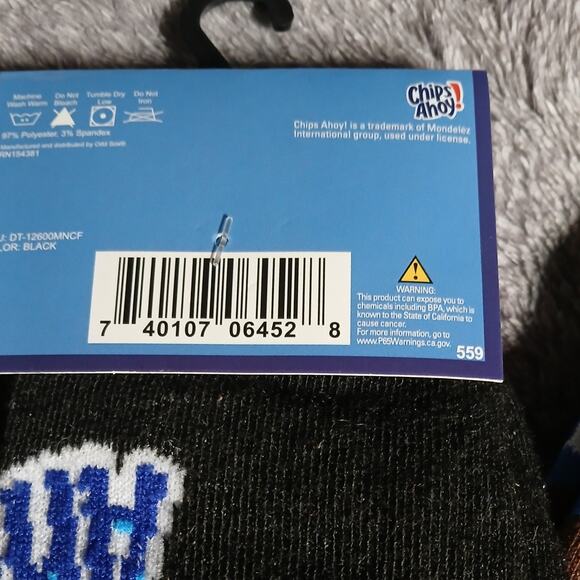 Machine Wash Warm
Do Not Bleach
Tumble Dry Low
Do Not Iron
97% Polyester, 3% Spandex
Manufactured and distributed by Odd Sox®
RN154381
Chips Ahoy!
Chips Ahoy! is a trademark of Mondelēz
International group, used under license.
U: DT-12600MNCF
LOR: BLACK
7 40107 06452 8
WARNING:
This product can expose you to
chemicals including BPA, which is
known to the State of California to
cause cancer.
For more information, go to
www.P65Warnings.ca.gov.
559